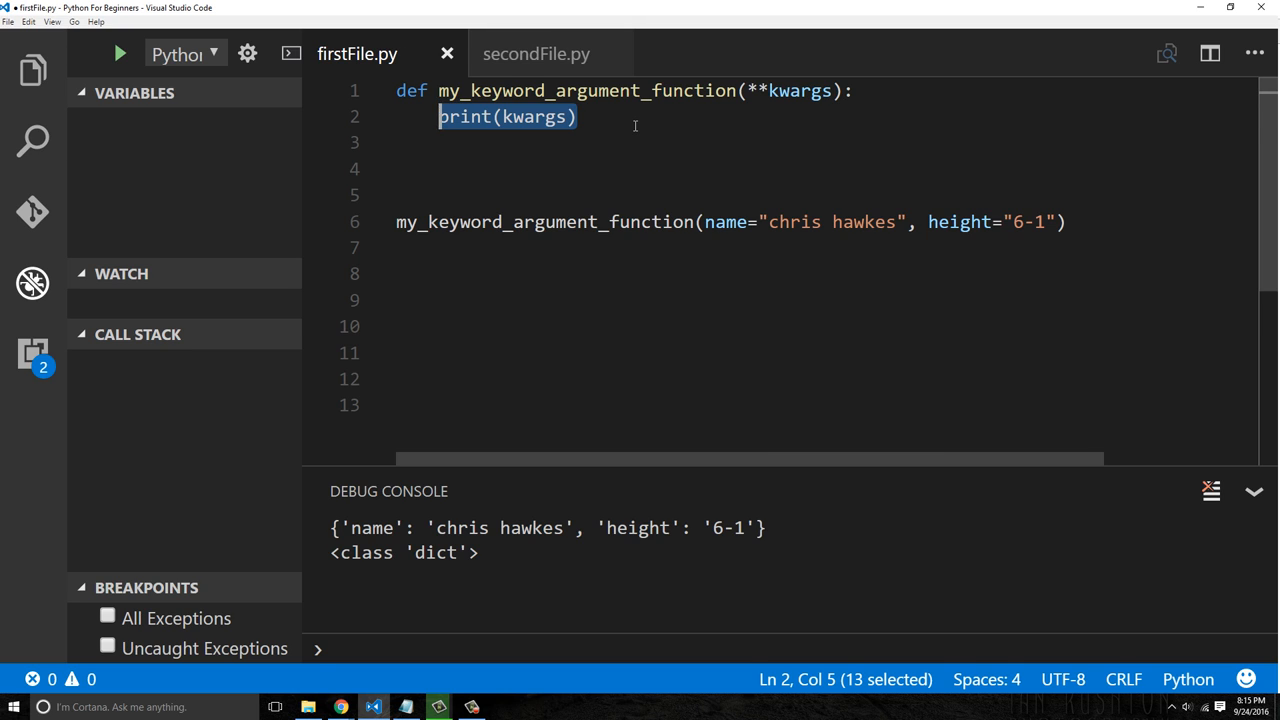 • firstFile.py - Python For Beginners - Visual Studio Code
File Edit View Go Help
Python
firstFile.py
secondFile.py
VARIABLES
WATCH
CALL STACK
BREAKPOINTS
All Exceptions
Uncaught Exceptions
2
1 def my_keyword_argument_function(**kwargs):
2 print(kwargs)
3
4
5
6 my_keyword_argument_function(name="chris hawkes", height="6-1")
7
8
9
10
11
12
13
DEBUG CONSOLE
{'name': 'chris hawkes', 'height': '6-1'}
<class 'dict'>
0 0 Ln 2, Col 5 (13 selected) Spaces: 4 UTF-8 CRLF Python
I'm Cortana. Ask me anything.
8:15 PM
9/24/2016